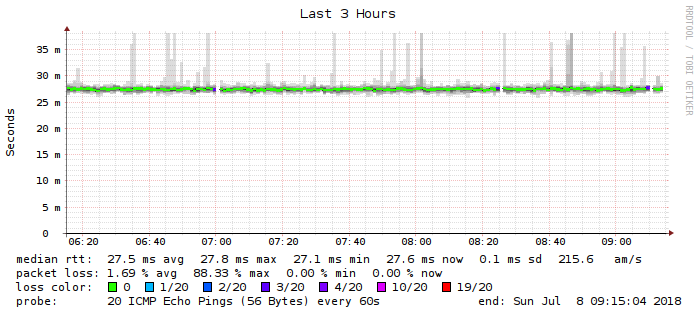 Last 3 Hours
RRDTOOL / TOBI OETIKER
Seconds
35 m
30 m
25 m
20 m
15 m
10 m
5 m
0
06:20 06:40 07:00 07:20 07:40 08:00 08:20 08:40 09:00
median rtt: 27.5 ms avg 27.8 ms max 27.1 ms min 27.6 ms now 0.1 ms sd 215.6 am/s
packet loss: 1.69 % avg 88.33 % max 0.00 % min 0.00 % now
loss color: 0 1/20 2/20 3/20 4/20 10/20 19/20
probe: 20 ICMP Echo Pings (56 Bytes) every 60s end: Sun Jul 8 09:15:04 2018